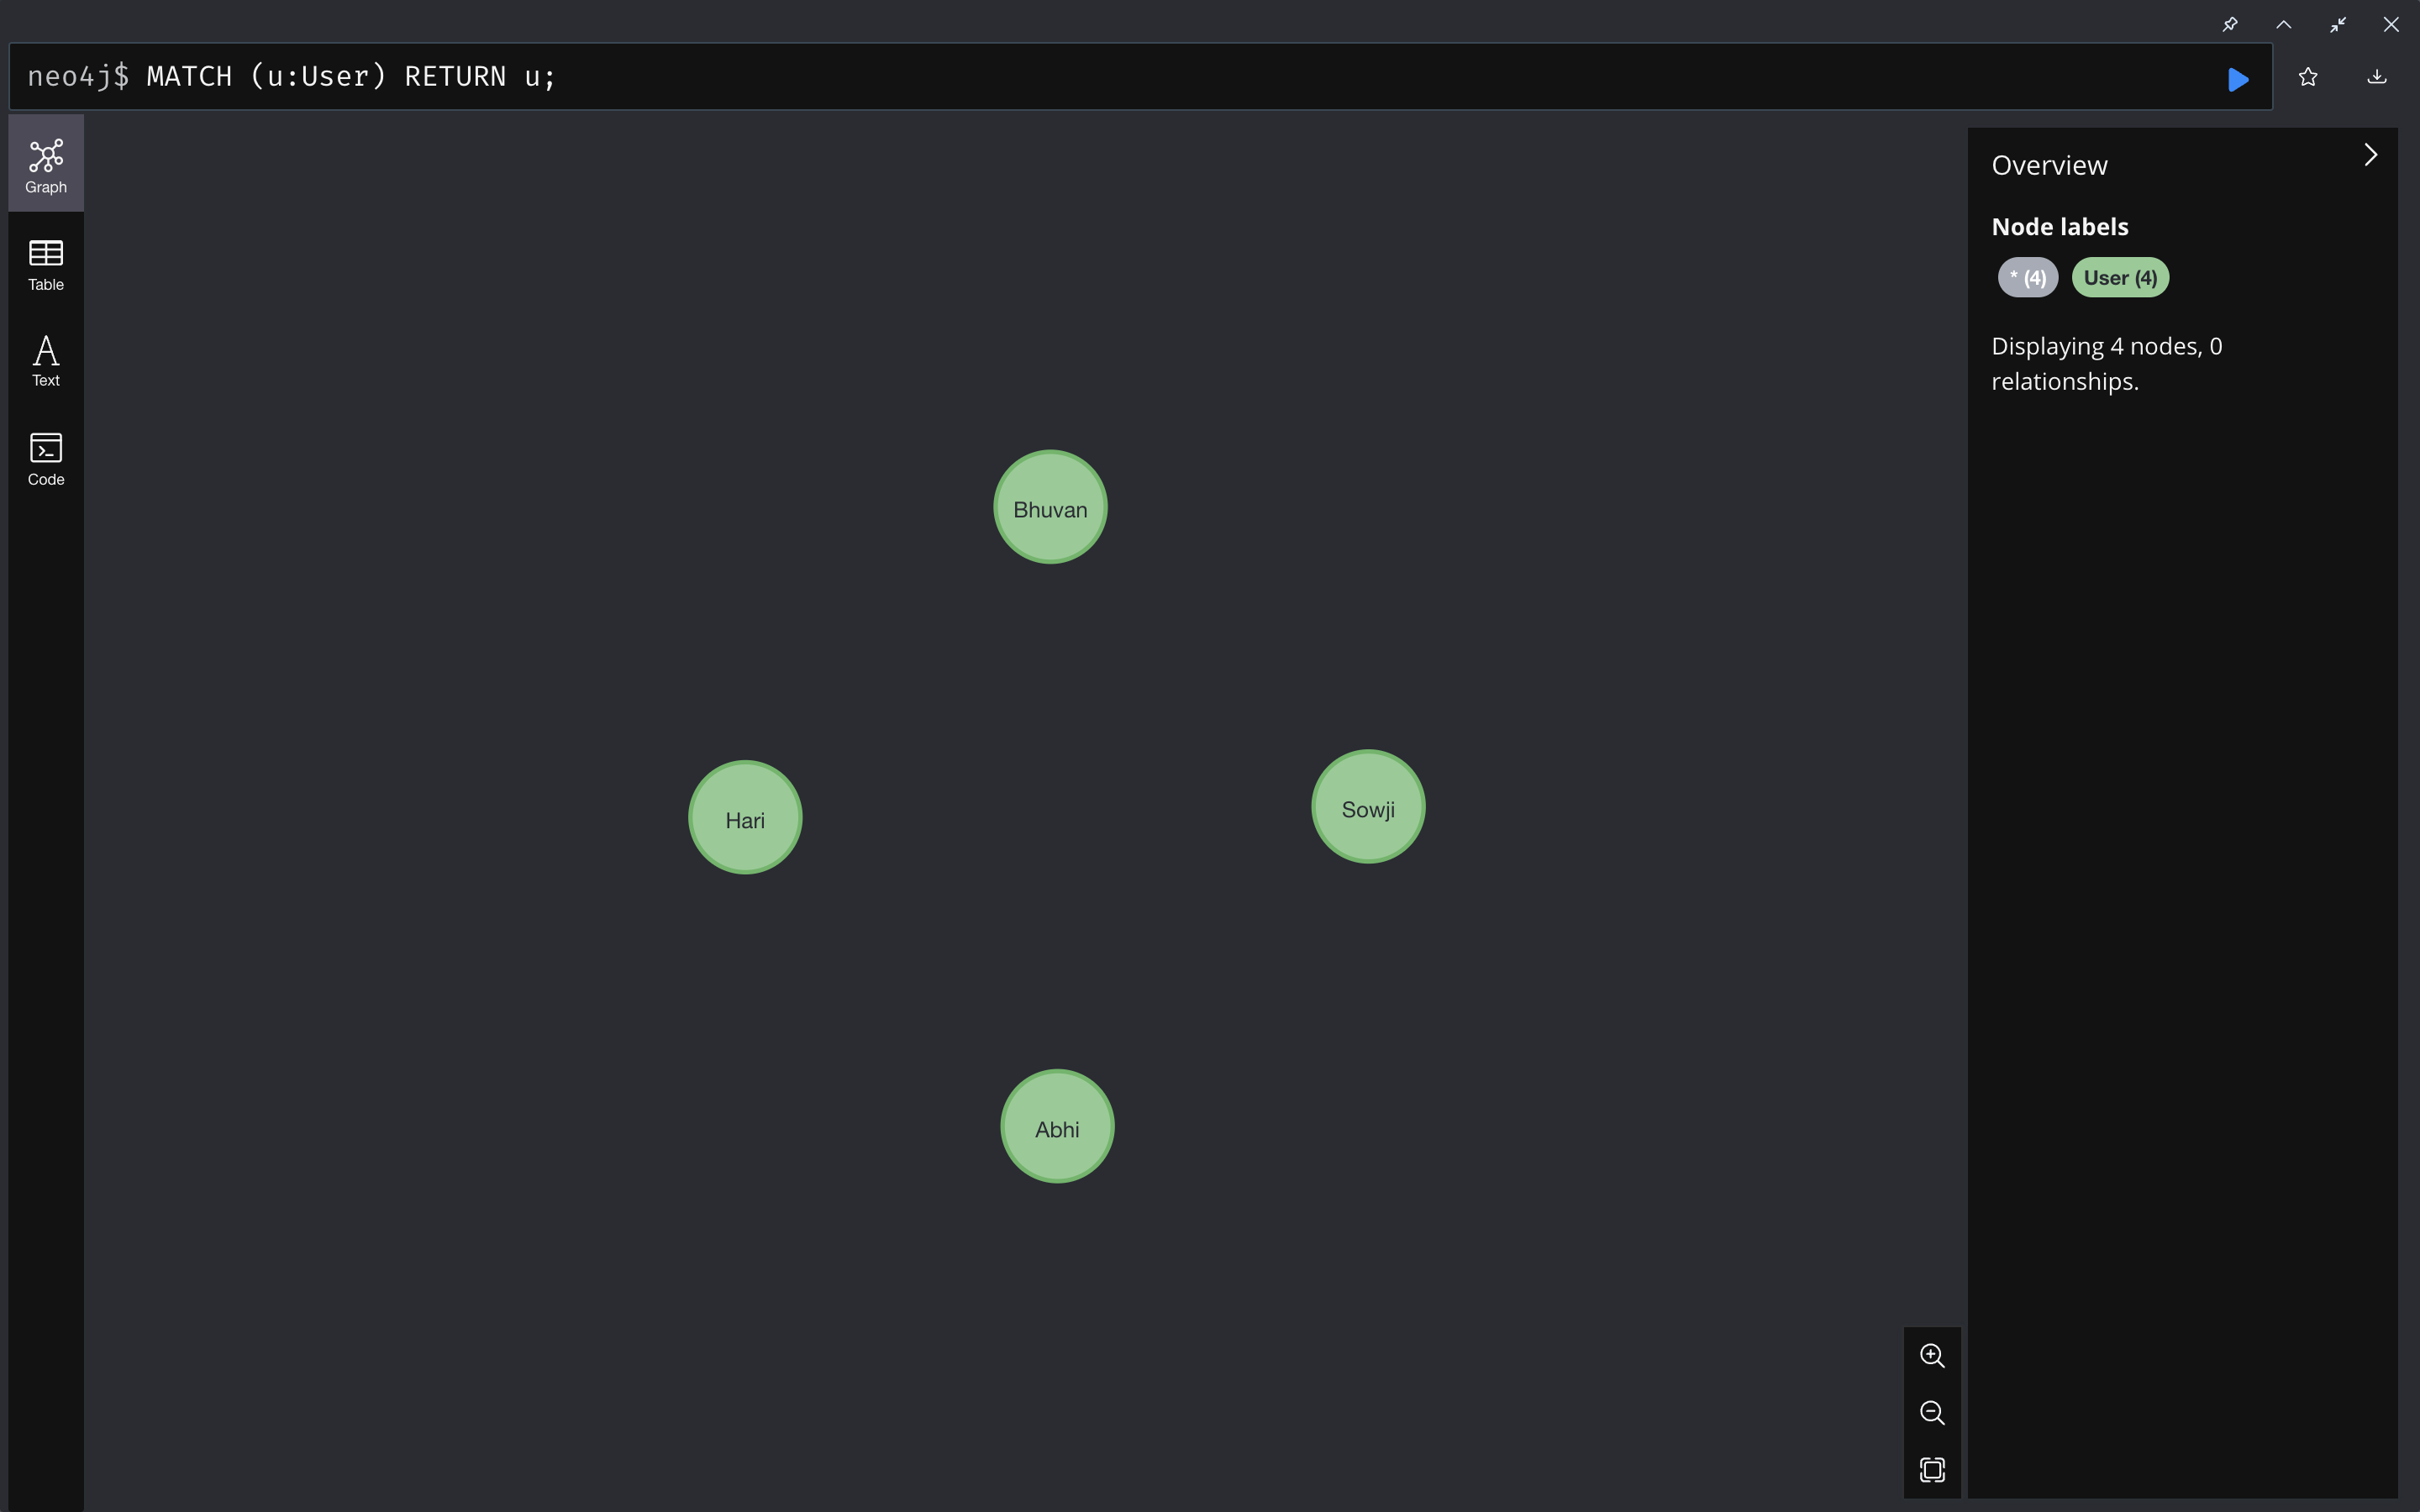 neo4j$ MATCH (u:User) RETURN u;
Graph
Table
Text
Code
Bhuvan
Hari
Sowji
Abhi
Overview
Node labels
* (4) User (4)
Displaying 4 nodes, 0
relationships.